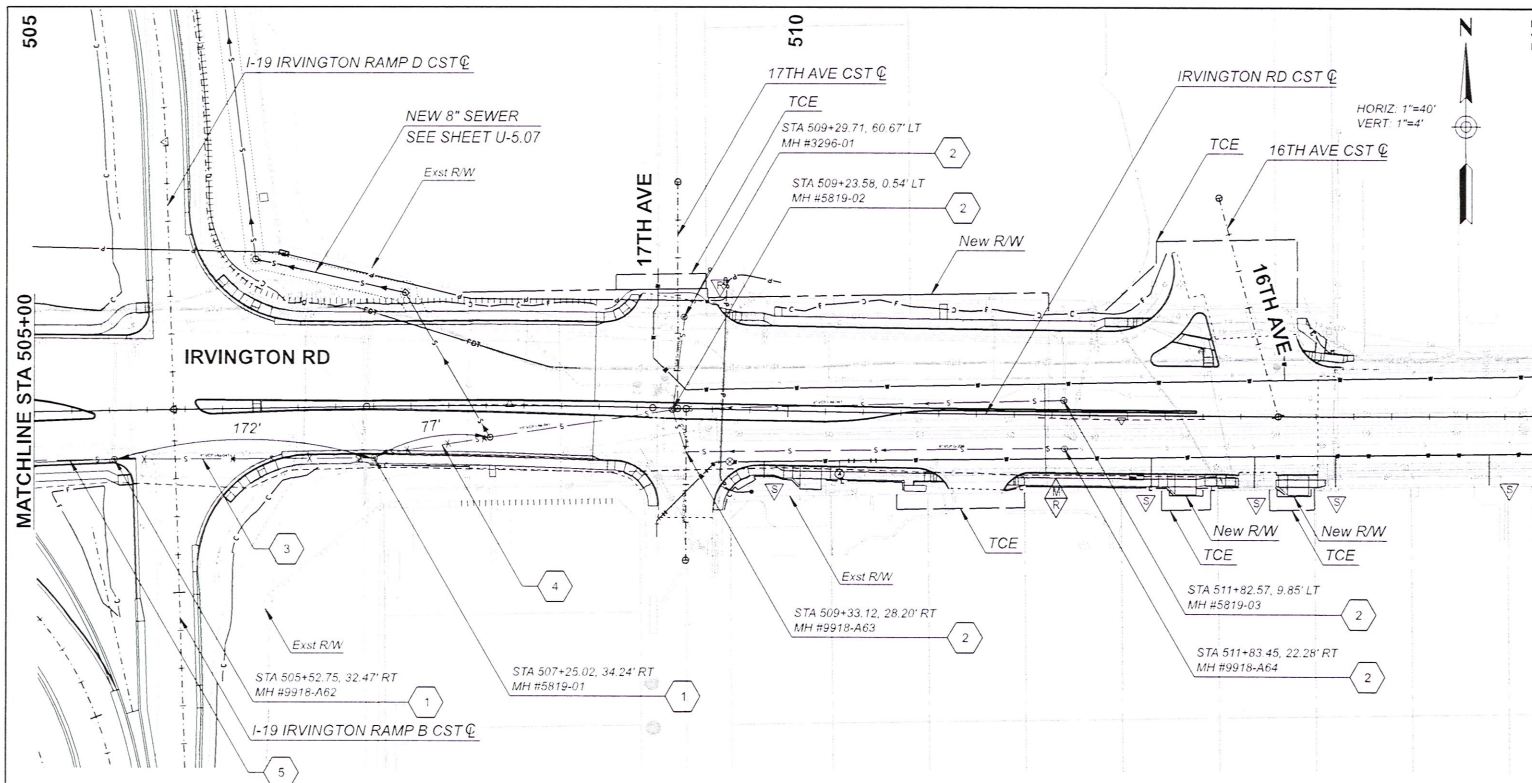 505
510
I-19 IRVINGTON RAMP D CST ℄
NEW 8" SEWER
SEE SHEET U-5.07
Exst R/W
17TH AVE
17TH AVE CST ℄
TCE
STA 509+29.71, 60.67' LT
MH #3296-01
2
STA 509+23.58, 0.54' LT
MH #5819-02
2
New R/W
IRVINGTON RD CST ℄
TCE
16TH AVE CST ℄
16TH AVE
HORIZ: 1"=40'
VERT: 1"=4'
N
MATCHLINE STA 505+00
IRVINGTON RD
172'
77'
3
4
Exst R/W
STA 505+52.75, 32.47' RT
MH #9918-A62
1
I-19 IRVINGTON RAMP B CST ℄
5
STA 507+25.02, 34.24' RT
MH #5819-01
1
Exst R/W
STA 509+33.12, 28.20' RT
MH #9918-A63
2
TCE
M
R
S
S
S
S
S
New R/W
TCE
New R/W
TCE
STA 511+82.57, 9.85' LT
MH #5819-03
2
STA 511+83.45, 22.28' RT
MH #9918-A64
2